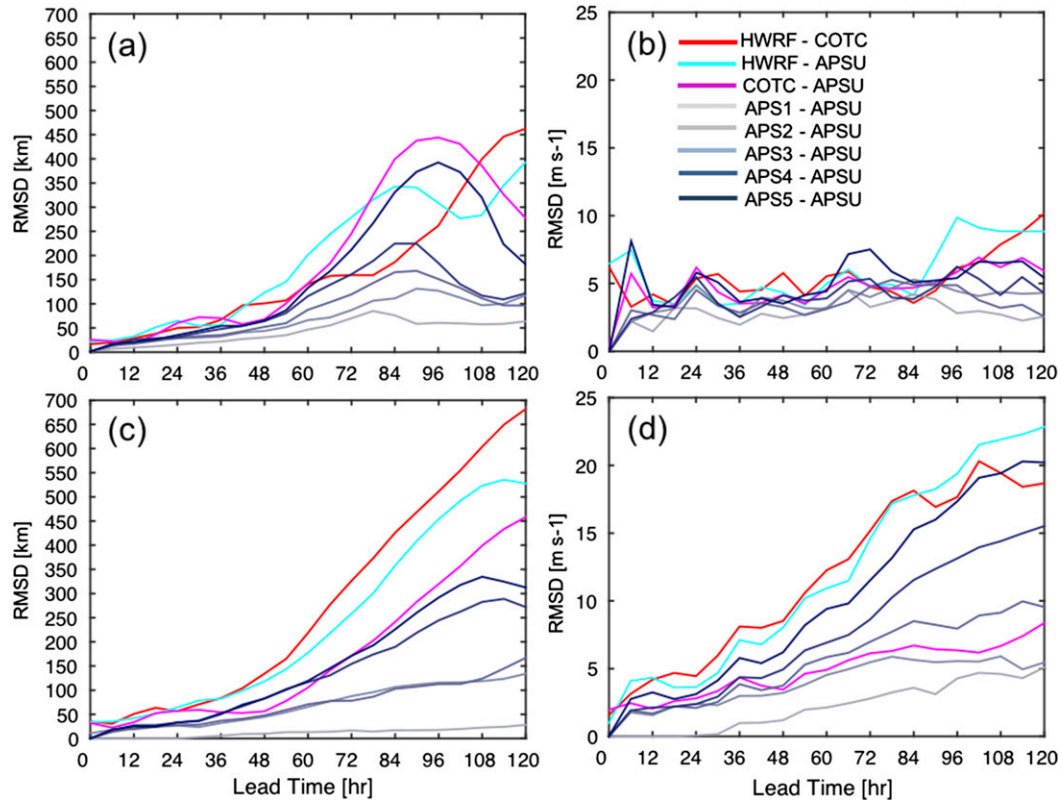 (a)
RMSD [km]
700
650
600
550
500
450
400
350
300
250
200
150
100
50
0
0 12 24 36 48 60 72 84 96 108 120
(b)
RMSD [m s-1]
25
20
15
10
5
0
HWRF - COTC
HWRF - APSU
COTC - APSU
APS1 - APSU
APS2 - APSU
APS3 - APSU
APS4 - APSU
APS5 - APSU
0 12 24 36 48 60 72 84 96 108 120
(c)
RMSD [km]
700
650
600
550
500
450
400
350
300
250
200
150
100
50
0
0 12 24 36 48 60 72 84 96 108 120
Lead Time [hr]
(d)
RMSD [m s-1]
25
20
15
10
5
0
0 12 24 36 48 60 72 84 96 108 120
Lead Time [hr]